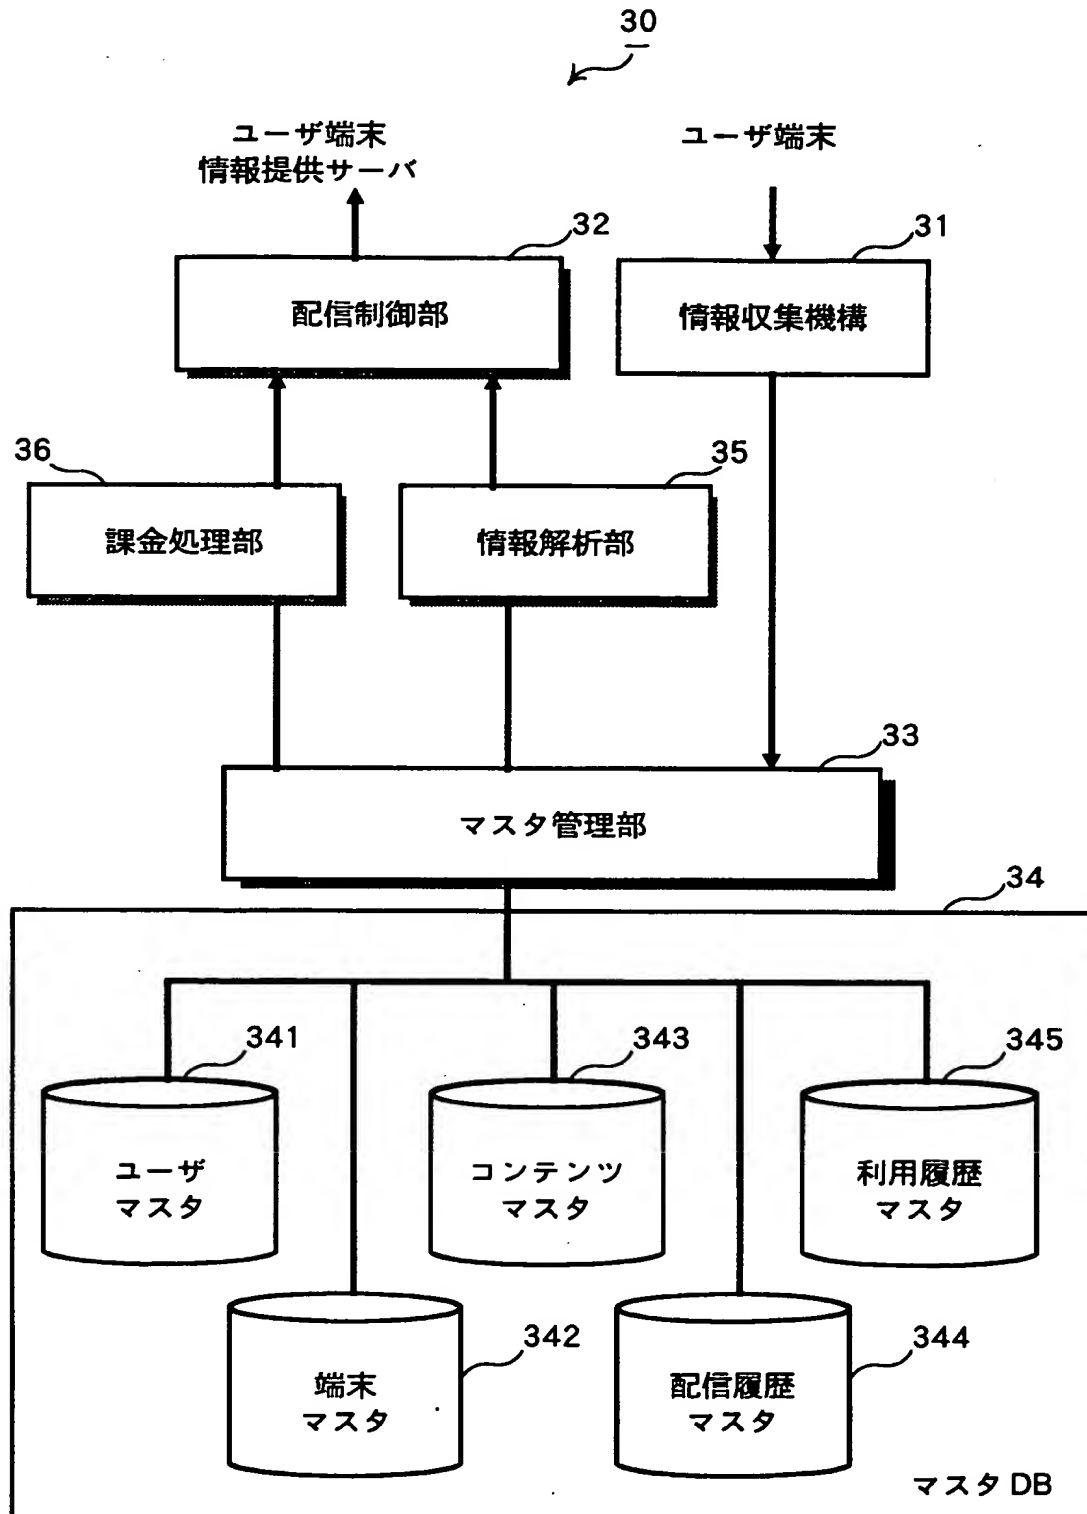 30
ユーザ端末
情報提供サーバ
ユーザ端末
32
31
配信制御部
情報収集機構
36
35
課金処理部
情報解析部
33
マスタ管理部
34
341
343
345
ユーザ
マスタ
コンテンツ
マスタ
利用履歴
マスタ
342
344
端末
マスタ
配信履歴
マスタ
マスタDB